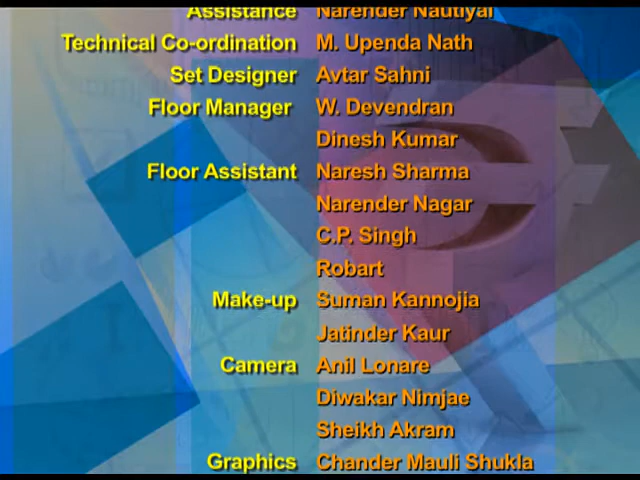 Assistance Narender Nautiyal
Technical Co-ordination M. Upenda Nath
Set Designer Avtar Sahni
Floor Manager W. Devendran
Dinesh Kumar
Floor Assistant Naresh Sharma
Narender Nagar
C.P. Singh
Robart
Make-up Suman Kannojia
Jatinder Kaur
Camera Anil Lonare
Diwakar Nimjae
Sheikh Akram
Graphics Chander Mauli Shukla